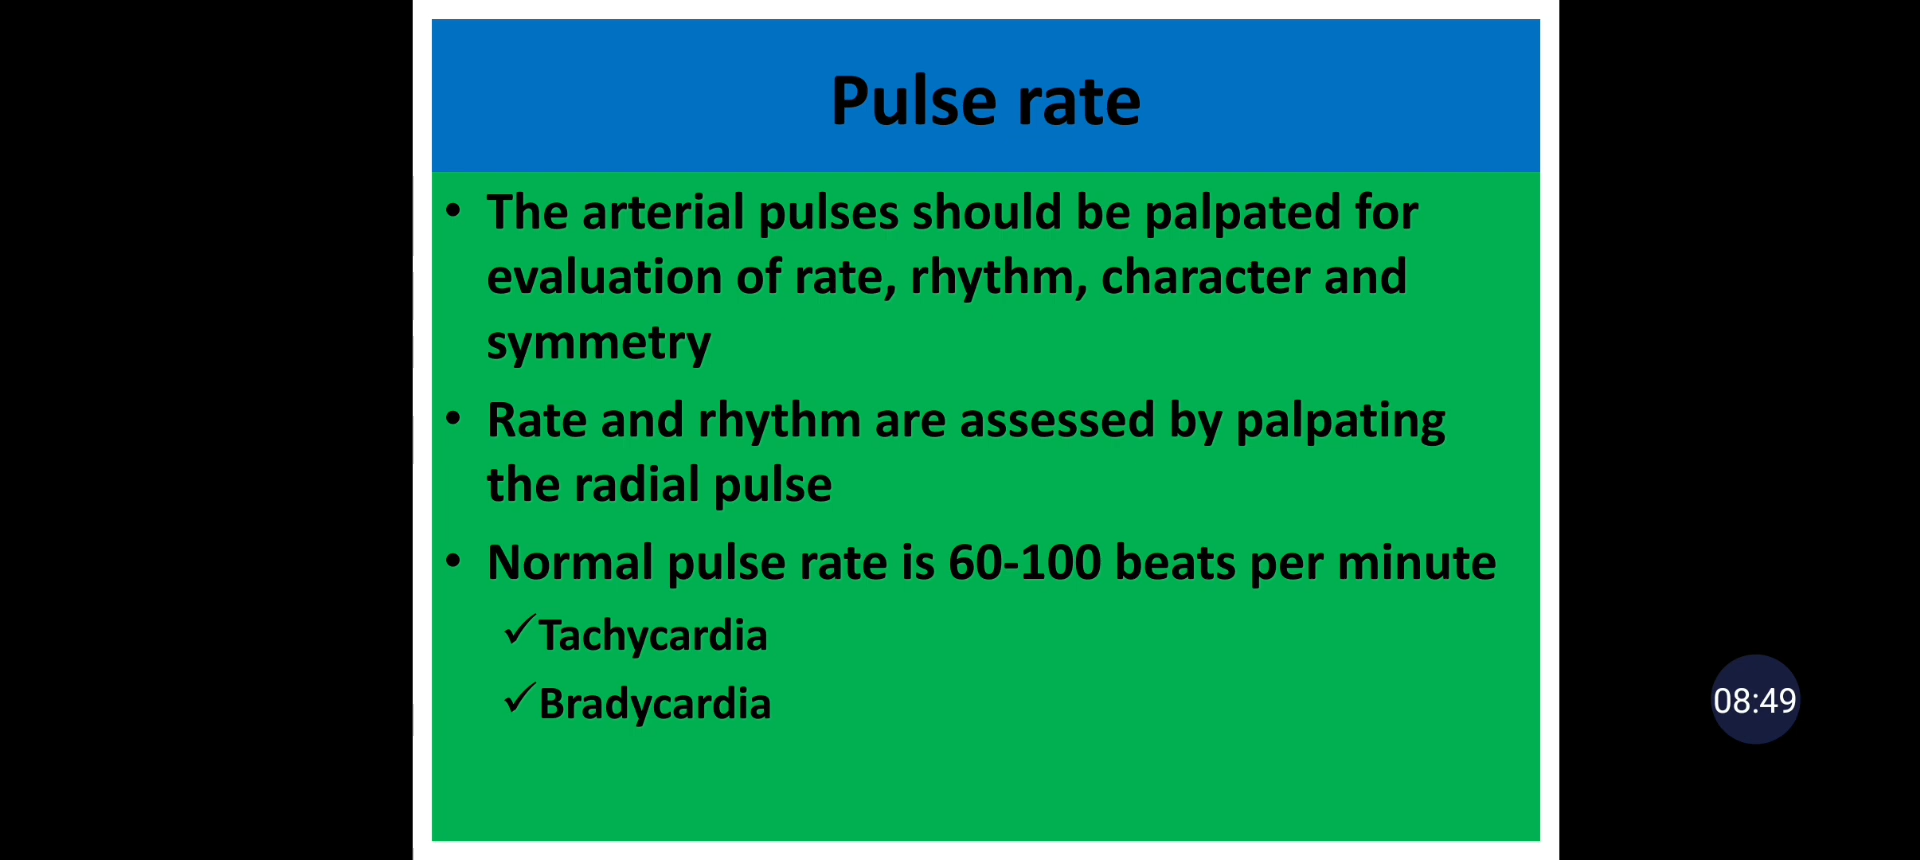 Pulse rate
• The arterial pulses should be palpated for
evaluation of rate, rhythm, character and
symmetry
• Rate and rhythm are assessed by palpating
the radial pulse
• Normal pulse rate is 60-100 beats per minute
✓Tachycardia
✓Bradycardia
08:49